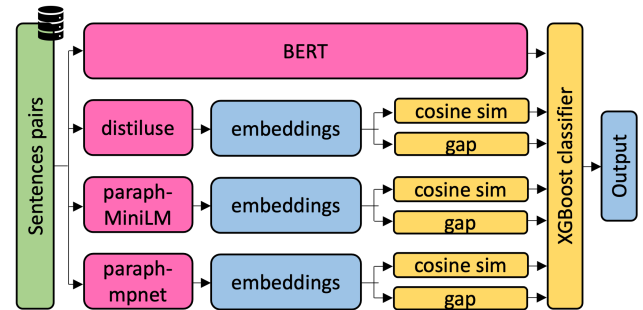 Sentences pairs
BERT
distiluse
embeddings
cosine sim
gap
paraph-
MiniLM
embeddings
cosine sim
gap
paraph-
mpnet
embeddings
cosine sim
gap
XGBoost classifier
Output